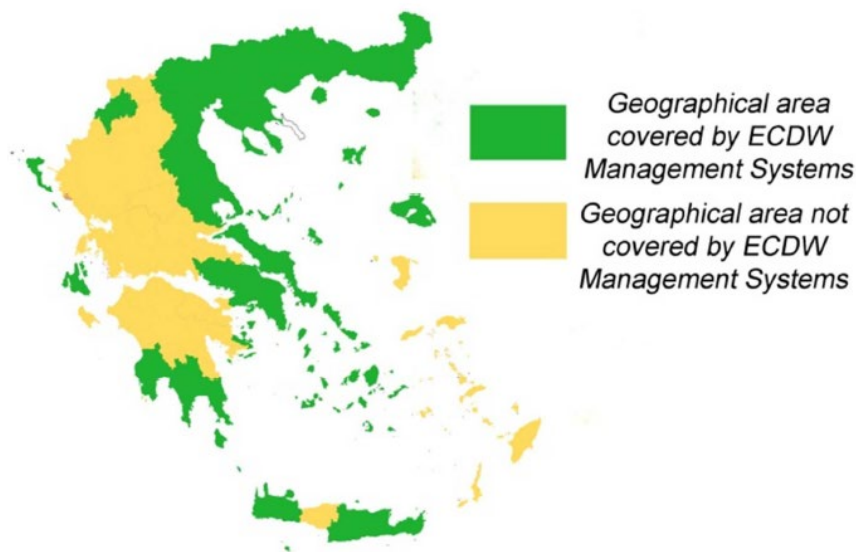 Geographical area
covered by ECDW
Management Systems
Geographical area not
covered by ECDW
Management Systems